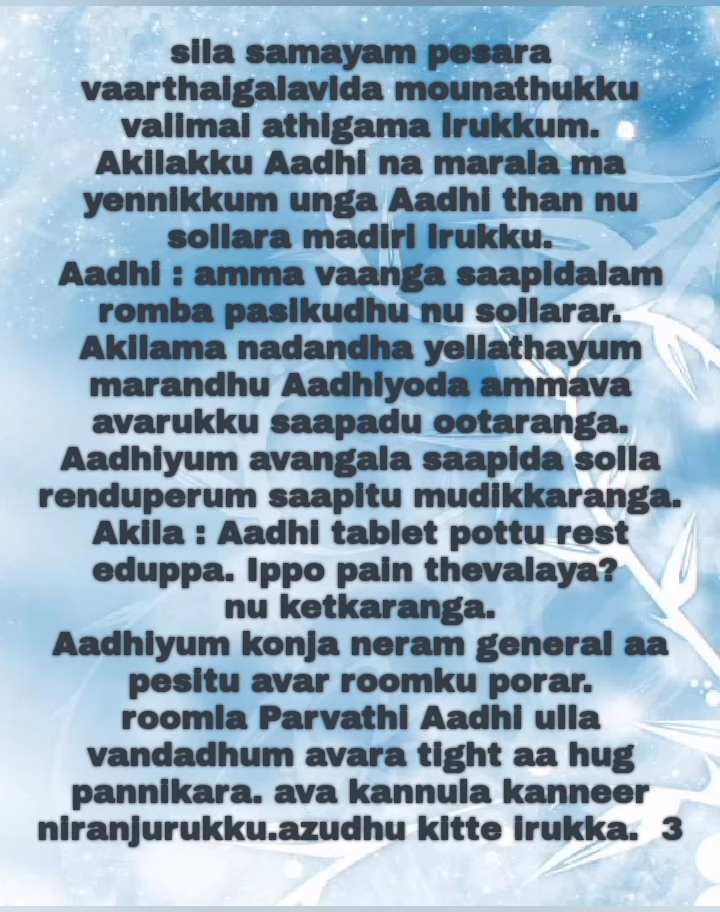 sila samayam pesara
vaarthaigalavida mounathukku
valimai athigama irukkum.
Akilakku Aadhi na marala ma
yennikkum unga Aadhi than nu
sollara madiri irukku.
Aadhi : amma vaanga saapidalam
romba pasikudhu nu sollarar.
Akilama nadandha yellathayum
marandhu Aadhiyoda ammava
avarukku saapadu ootaranga.
Aadhiyum avangala saapida solla
renduperum saapitu mudikkaranga.
Akila : Aadhi tablet pottu rest
eduppa. Ippo pain thevalaya?
nu ketkaranga.
Aadhiyum konja neram general aa
pesitu avar roomku porar.
roomla Parvathi Aadhi ulla
vandadhum avara tight aa hug
pannikara. ava kannula kanneer
niranjurukku.azudhu kitte irukka. 3